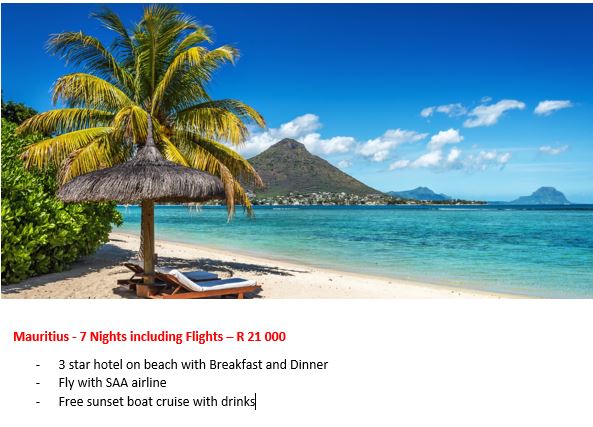 Mauritius - 7 Nights including Flights – R 21 000
- 3 star hotel on beach with Breakfast and Dinner
- Fly with SAA airline
- Free sunset boat cruise with drinks